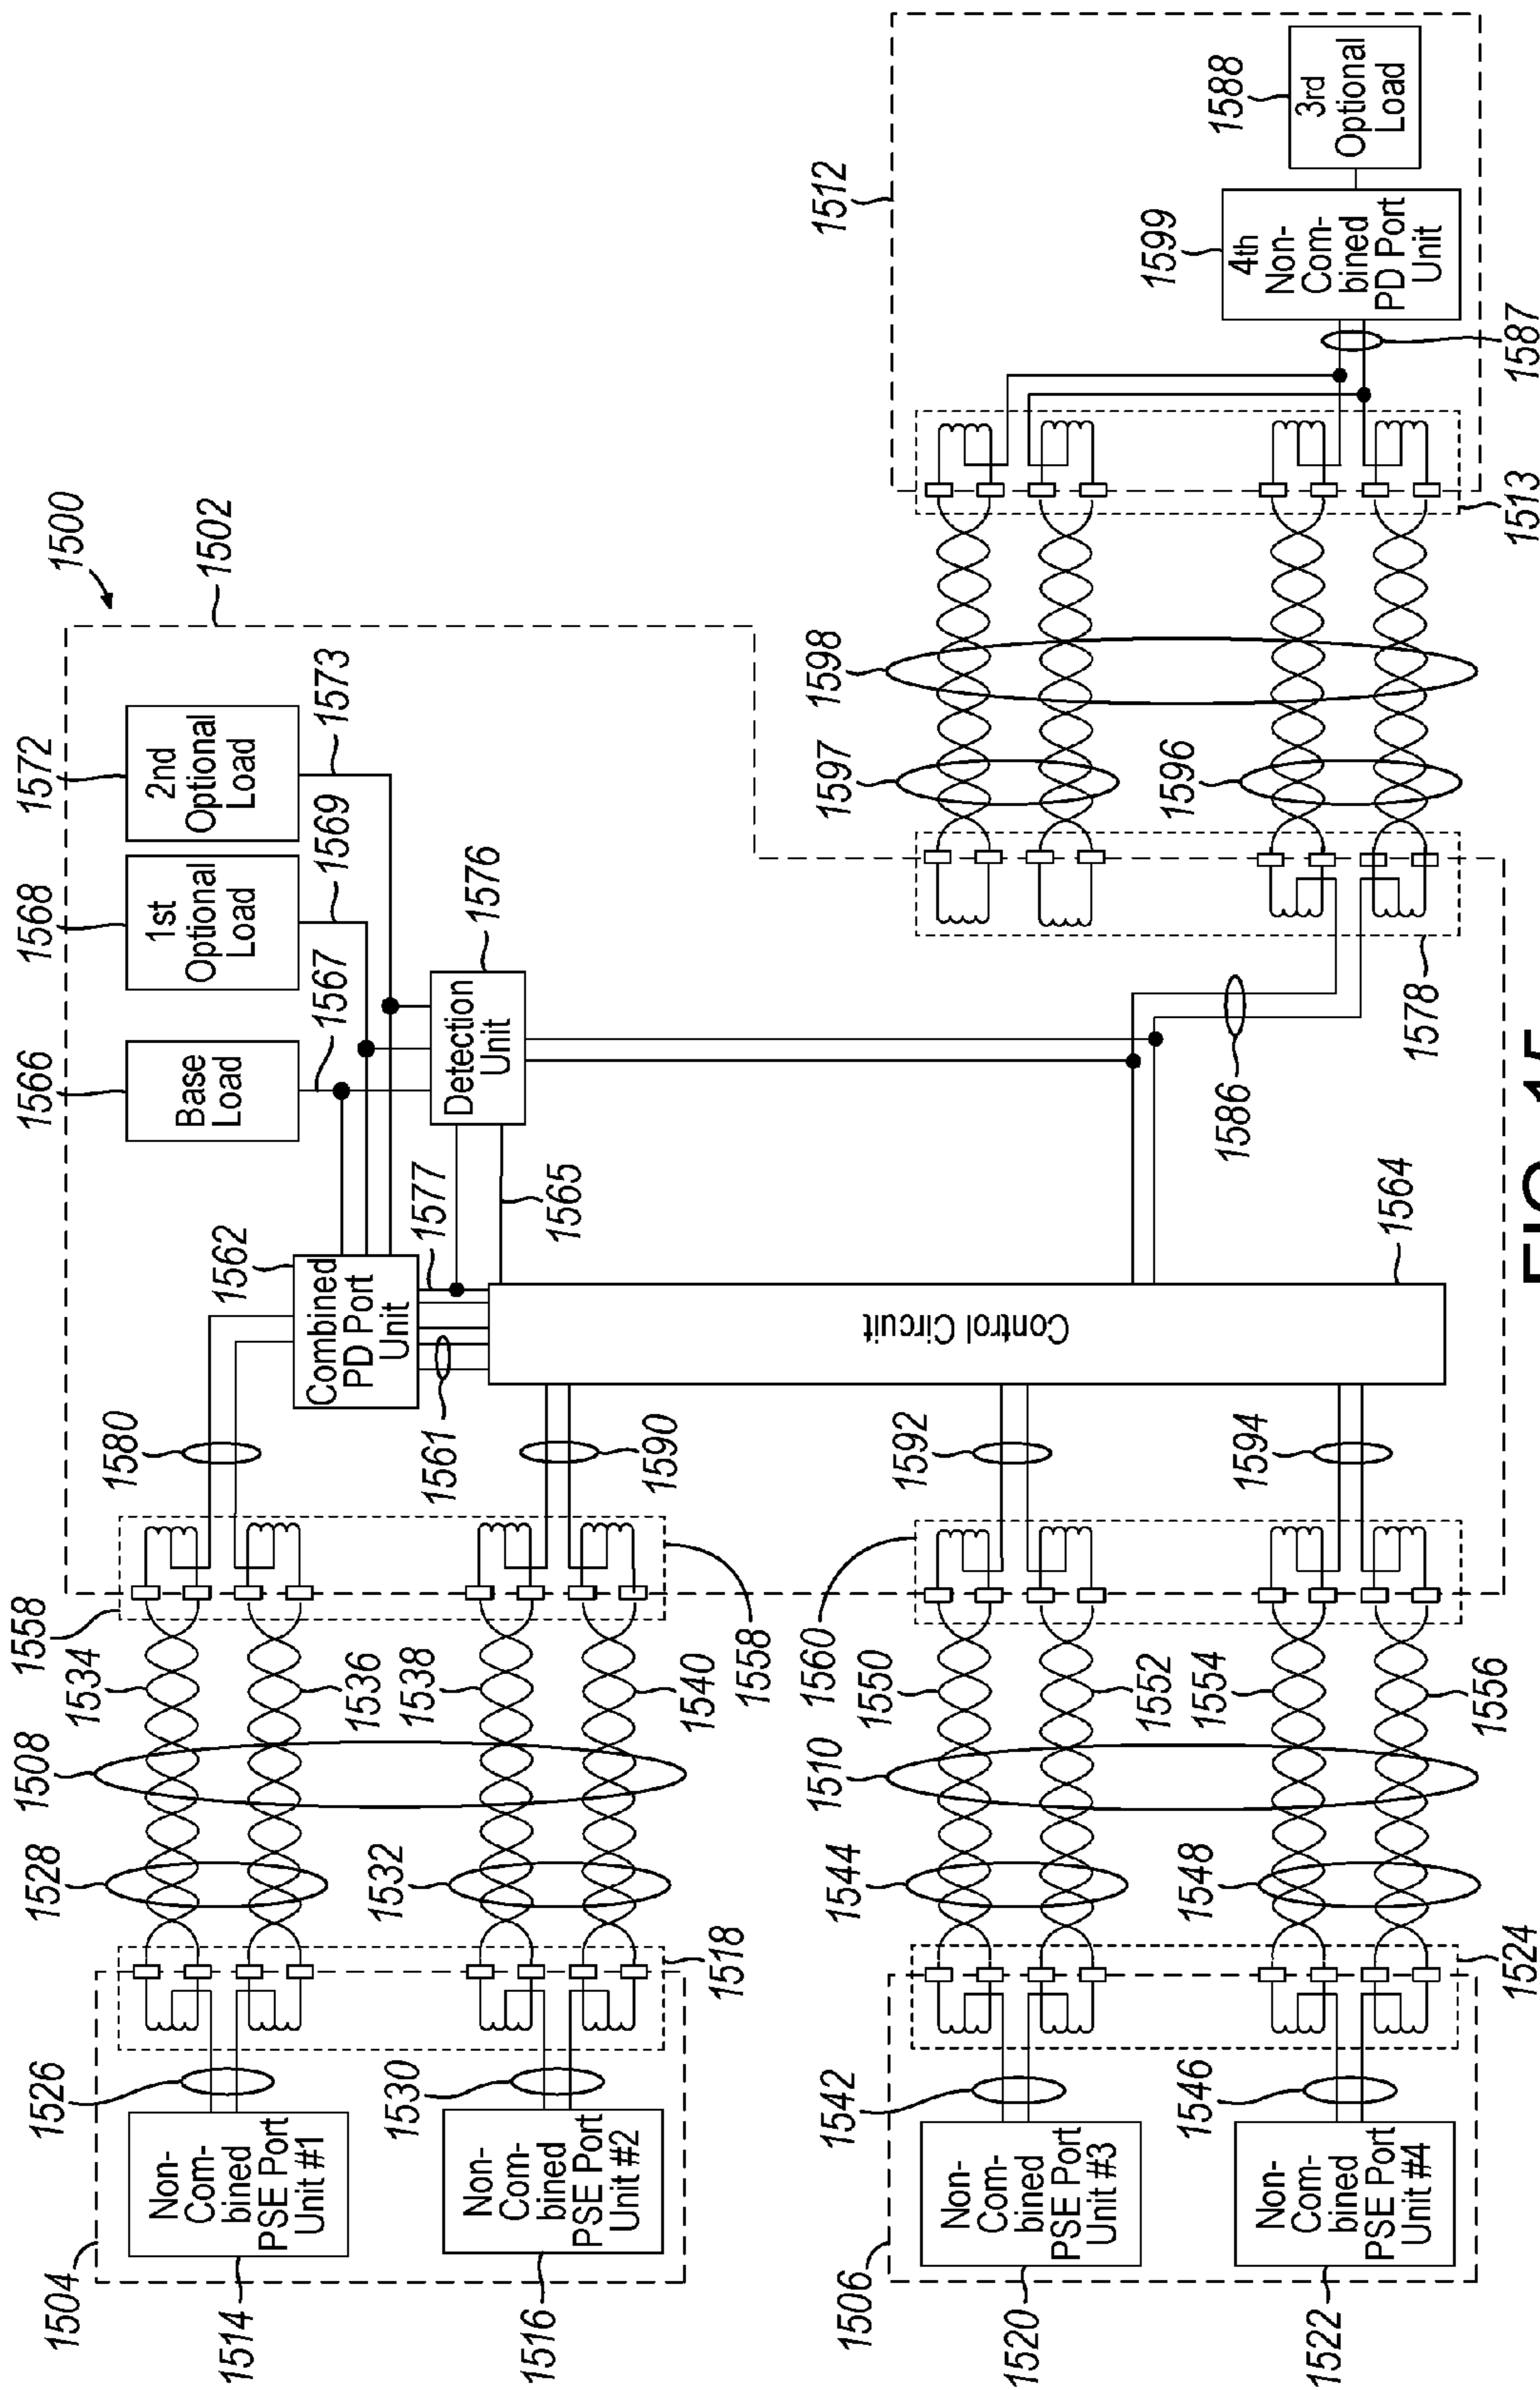 1500
1502
1504
1514
Non-
Com-
bined
PSE Port
Unit #1
1526
1528
1508
1534
1536
1558
1580
1562
Combined
PD Port
Unit
1566
Base
Load
1567
1568
1st
Optional
Load
1569
1572
2nd
Optional
Load
1573
1516
Non-
Com-
bined
PSE Port
Unit #2
1530
1518
1532
1538
1540
1558
1561
1590
1577
1565
Detection
Unit
1576
Control Circuit
1564
1506
1520
Non-
Com-
bined
PSE Port
Unit #3
1542
1544
1510
1550
1552
1560
1592
1522
Non-
Com-
bined
PSE Port
Unit #4
1546
1524
1548
1554
1556
1594
1586
1578
1597
1596
1598
1512
1513
1587
1599
4th
Non-
Com-
bined
PD Port
Unit
1588
3rd
Optional
Load